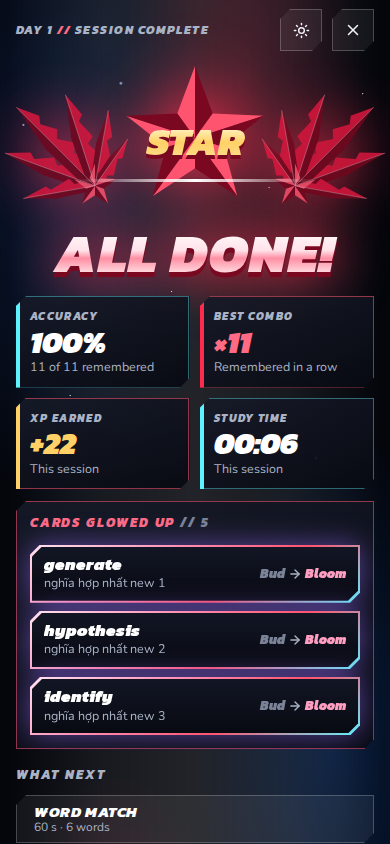 DAY 1 // SESSION COMPLETE
STAR
ALL DONE!
ACCURACY
100%
11 of 11 remembered
BEST COMBO
×11
Remembered in a row
XP EARNED
+22
This session
STUDY TIME
00:06
This session
CARDS GLOWED UP // 5
generate
nghĩa hợp nhất new 1
Bud → Bloom
hypothesis
nghĩa hợp nhất new 2
Bud → Bloom
identify
nghĩa hợp nhất new 3
Bud → Bloom
WHAT NEXT
WORD MATCH
60 s · 6 words